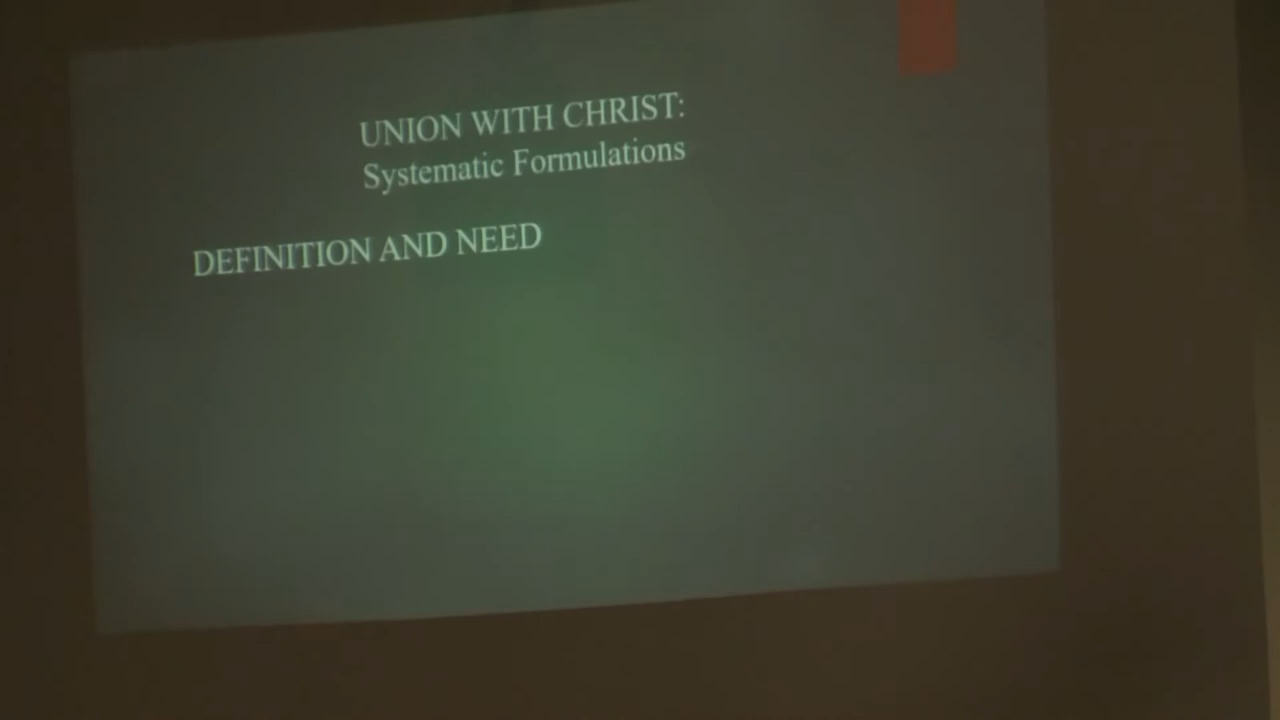 UNION WITH CHRIST:
Systematic Formulations
DEFINITION AND NEED